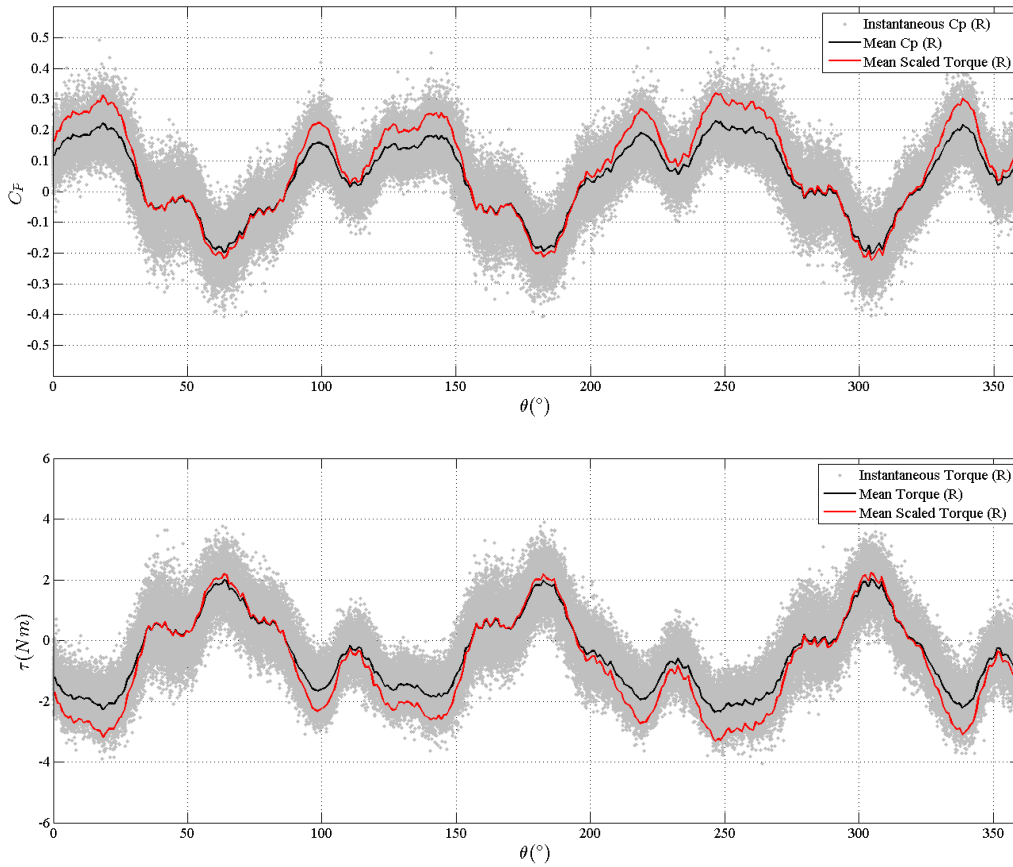 Instantaneous Cp (R)
Mean Cp (R)
Mean Scaled Torque (R)
0.5
0.4
0.3
0.2
0.1
0
-0.1
-0.2
-0.3
-0.4
-0.5
C_P
0 50 100 150 200 250 300 350
θ(°)
Instantaneous Torque (R)
Mean Torque (R)
Mean Scaled Torque (R)
6
4
2
0
-2
-4
-6
τ(Nm)
0 50 100 150 200 250 300 350
θ(°)